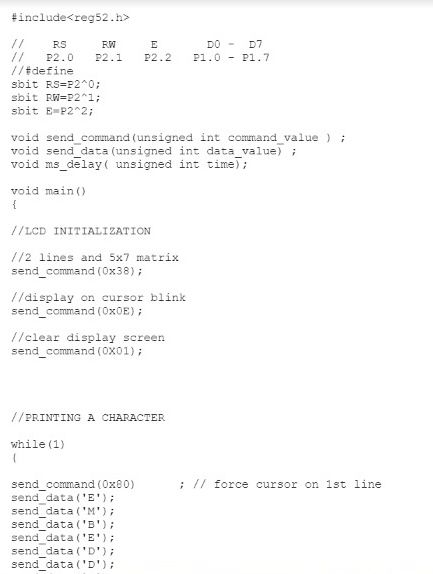 #include<reg52.h>
// RS RW E D0 - D7
// P2.0 P2.1 P2.2 P1.0 - P1.7
//#define
sbit RS=P2^0;
sbit RW=P2^1;
sbit E=P2^2;
void send_command(unsigned int command_value ) ;
void send_data(unsigned int data_value) ;
void ms_delay( unsigned int time);
void main()
{
//LCD INITIALIZATION
//2 lines and 5x7 matrix
send_command(0x38);
//display on cursor blink
send_command(0x0E);
//clear display screen
send_command(0X01);
//PRINTING A CHARACTER
while(1)
{
send_command(0x80) ; // force cursor on 1st line
send_data('E');
send_data('M');
send_data('B');
send_data('E');
send_data('D');
send_data('D');